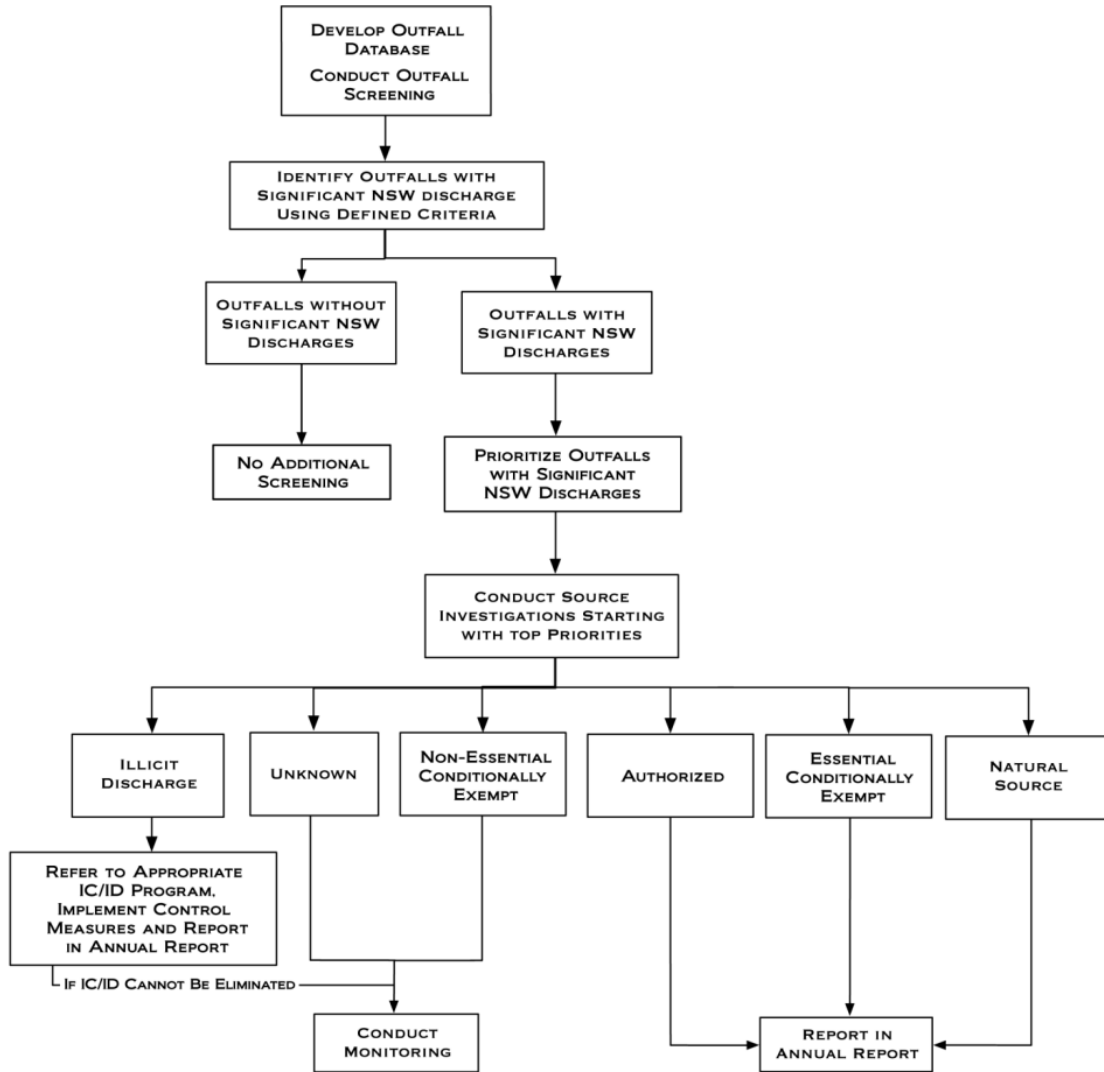 Develop Outfall
Database
Conduct Outfall
Screening
Identify Outfalls with
Significant NSW discharge
Using Defined Criteria
Outfalls without
Significant NSW
Discharges
Outfalls with
Significant NSW
Discharges
No Additional
Screening
Prioritize Outfalls
with Significant
NSW Discharges
Conduct Source
Investigations Starting
with top Priorities
Illicit
Discharge
Unknown
Non-Essential
Conditionally
Exempt
Authorized
Essential
Conditionally
Exempt
Natural
Source
Refer to Appropriate
IC/ID Program,
Implement Control
Measures and Report
in Annual Report
If IC/ID Cannot Be Eliminated
Conduct
Monitoring
Report in
Annual Report